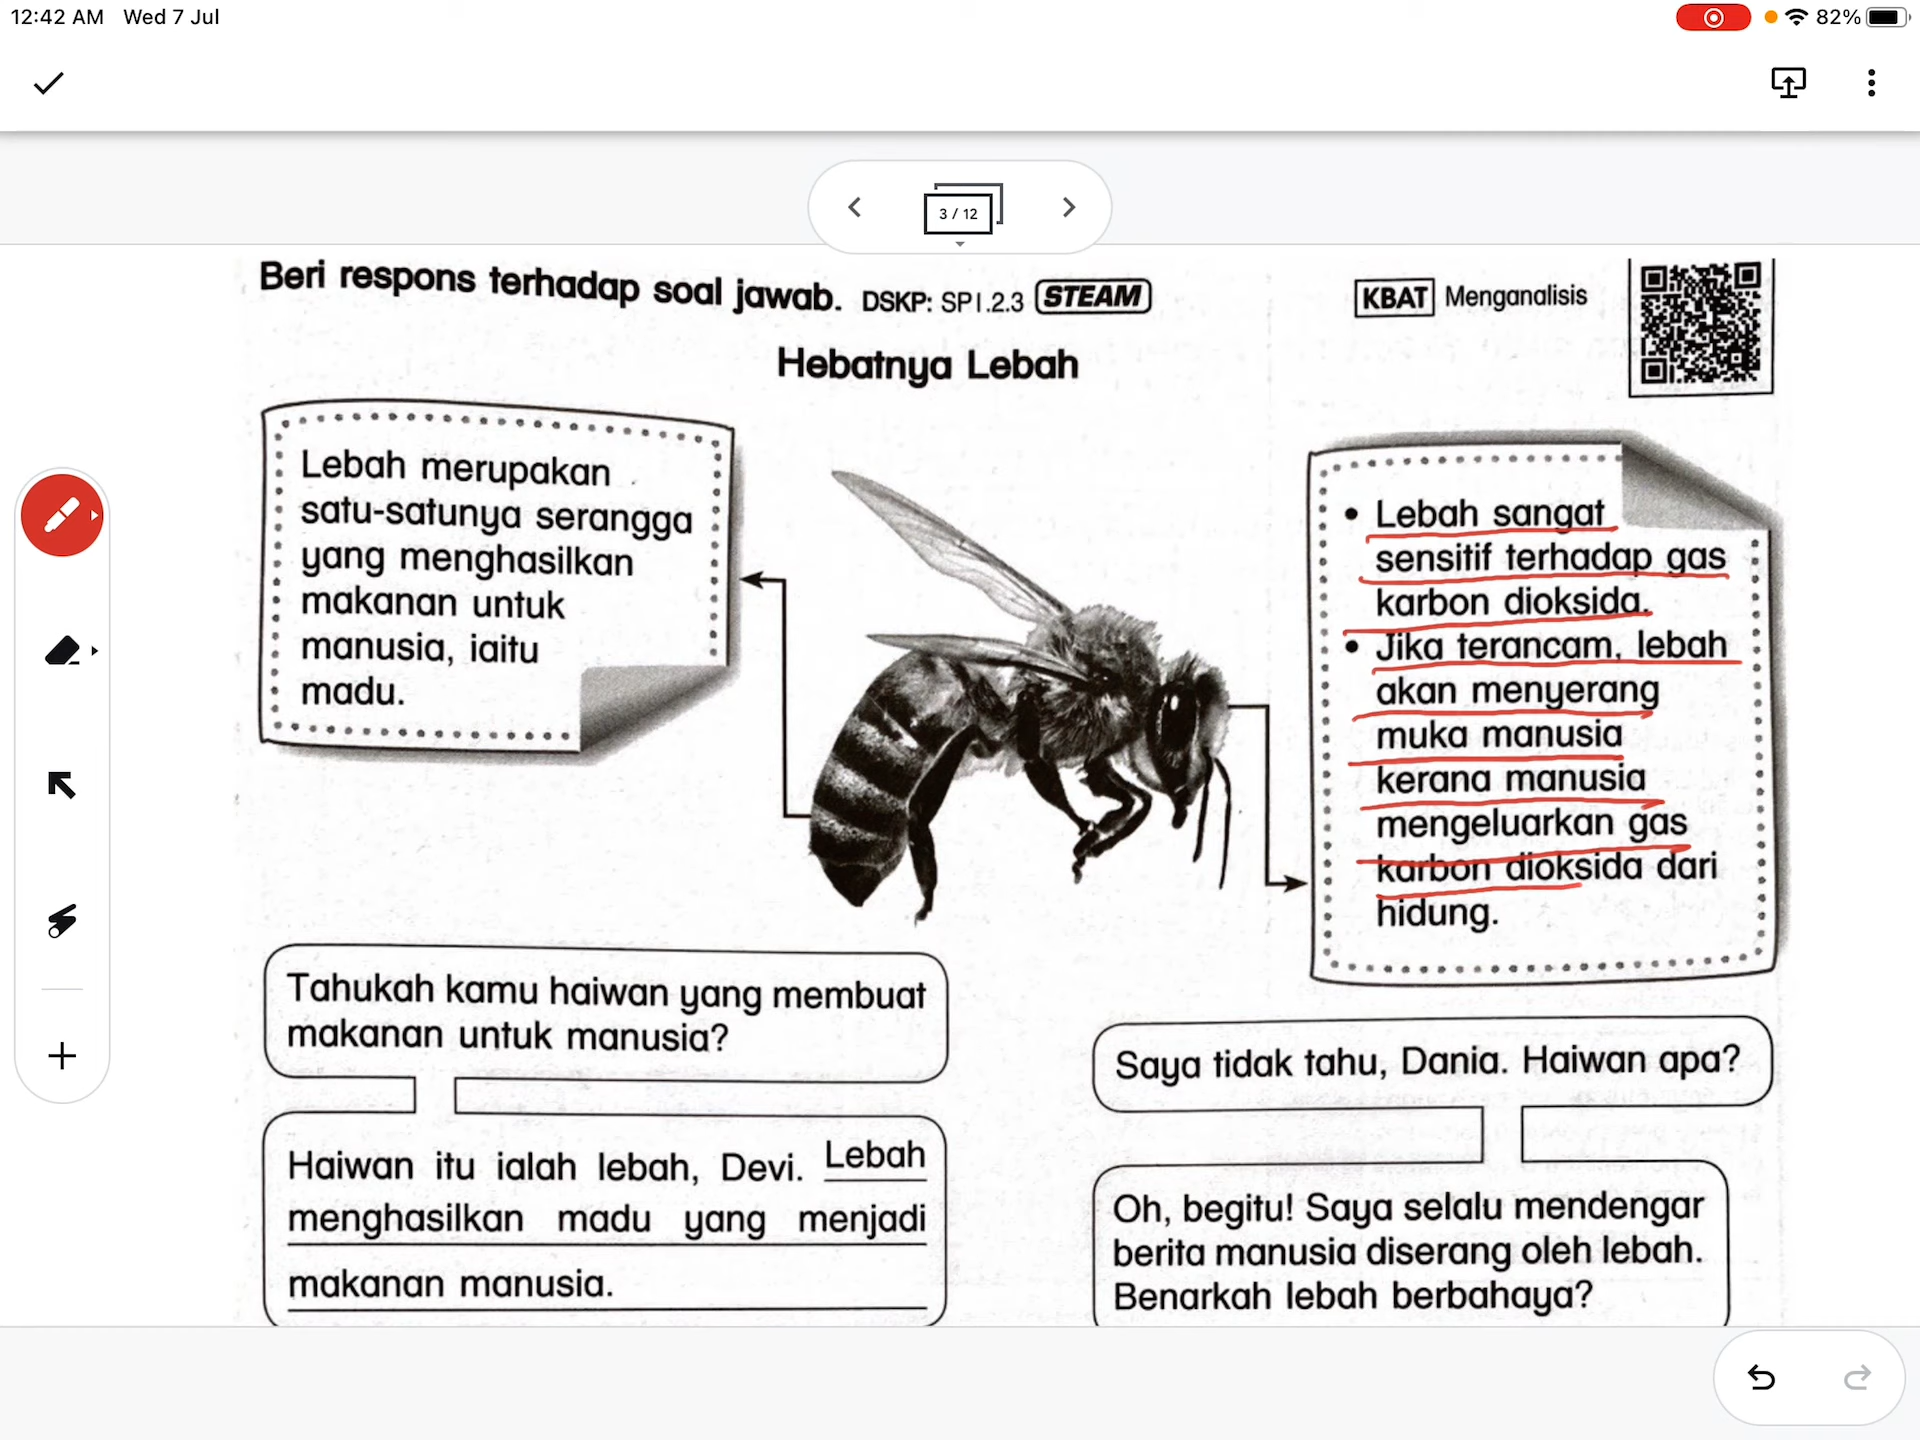 12:42 AM Wed 7 Jul
82%
3 / 12
Beri respons terhadap soal jawab. DSKP: SP1.2.3 STEAM
KBAT Menganalisis
Hebatnya Lebah
Lebah merupakan
satu-satunya serangga
yang menghasilkan
makanan untuk
manusia, iaitu
madu.
• Lebah sangat
sensitif terhadap gas
karbon dioksida.
• Jika terancam, lebah
akan menyerang
muka manusia
kerana manusia
mengeluarkan gas
karbon dioksida dari
hidung.
Tahukah kamu haiwan yang membuat
makanan untuk manusia?
Saya tidak tahu, Dania. Haiwan apa?
Haiwan itu ialah lebah, Devi. Lebah
menghasilkan madu yang menjadi
makanan manusia.
Oh, begitu! Saya selalu mendengar
berita manusia diserang oleh lebah.
Benarkah lebah berbahaya?